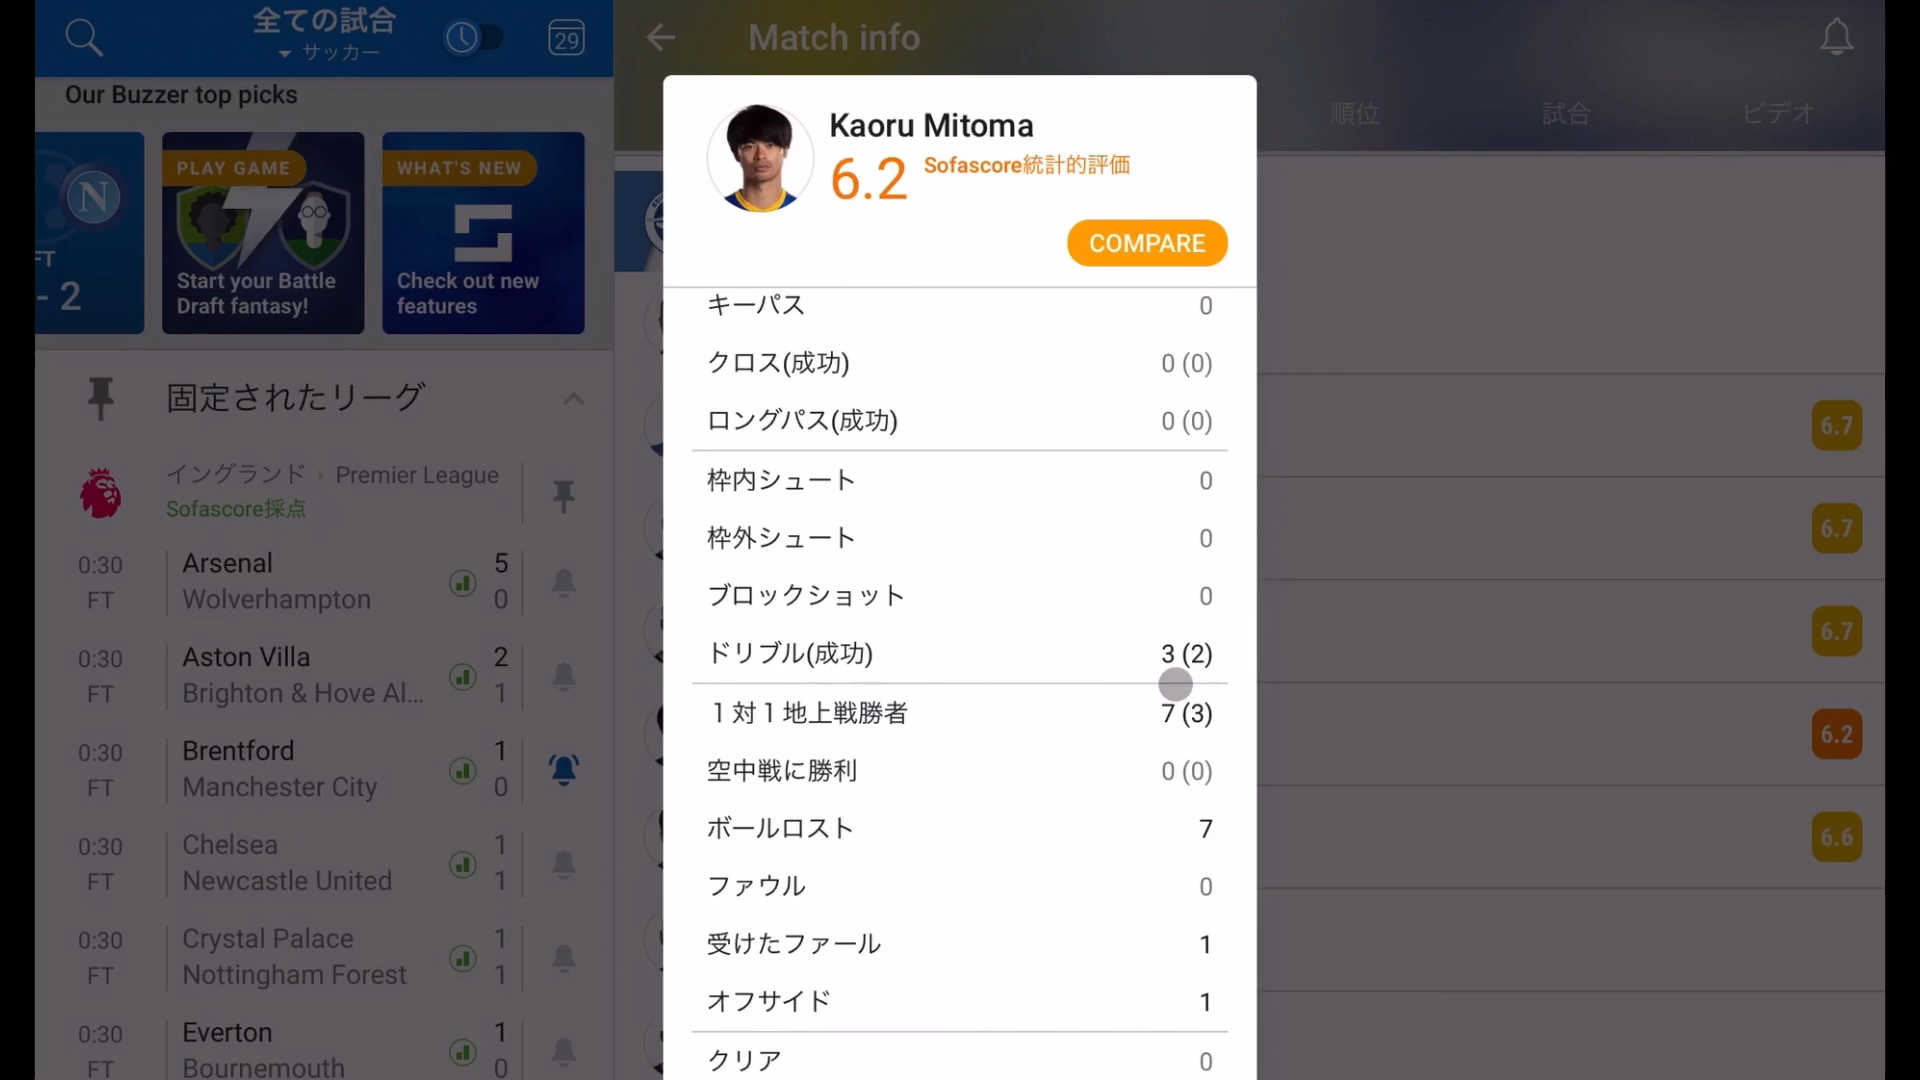 全ての試合
サッカー
29
Our Buzzer top picks
N
FT
- 2
PLAY GAME
Start your Battle
Draft fantasy!
WHAT'S NEW
Check out new
features
固定されたリーグ
イングランド › Premier League
Sofascore採点
0:30 Arsenal 5
FT Wolverhampton 0
0:30 Aston Villa 2
FT Brighton & Hove Al... 1
0:30 Brentford 1
FT Manchester City 0
0:30 Chelsea 1
FT Newcastle United 1
0:30 Crystal Palace 1
FT Nottingham Forest 1
0:30 Everton 1
FT Bournemouth 0
Match info
順位 試合 ビデオ
Kaoru Mitoma
6.2 Sofascore統計的評価
COMPARE
キーパス 0
クロス(成功) 0 (0)
ロングパス(成功) 0 (0)
枠内シュート 0
枠外シュート 0
ブロックショット 0
ドリブル(成功) 3 (2)
１対１地上戦勝者 7 (3)
空中戦に勝利 0 (0)
ボールロスト 7
ファウル 0
受けたファール 1
オフサイド 1
クリア 0
6.7
6.7
6.7
6.2
6.6